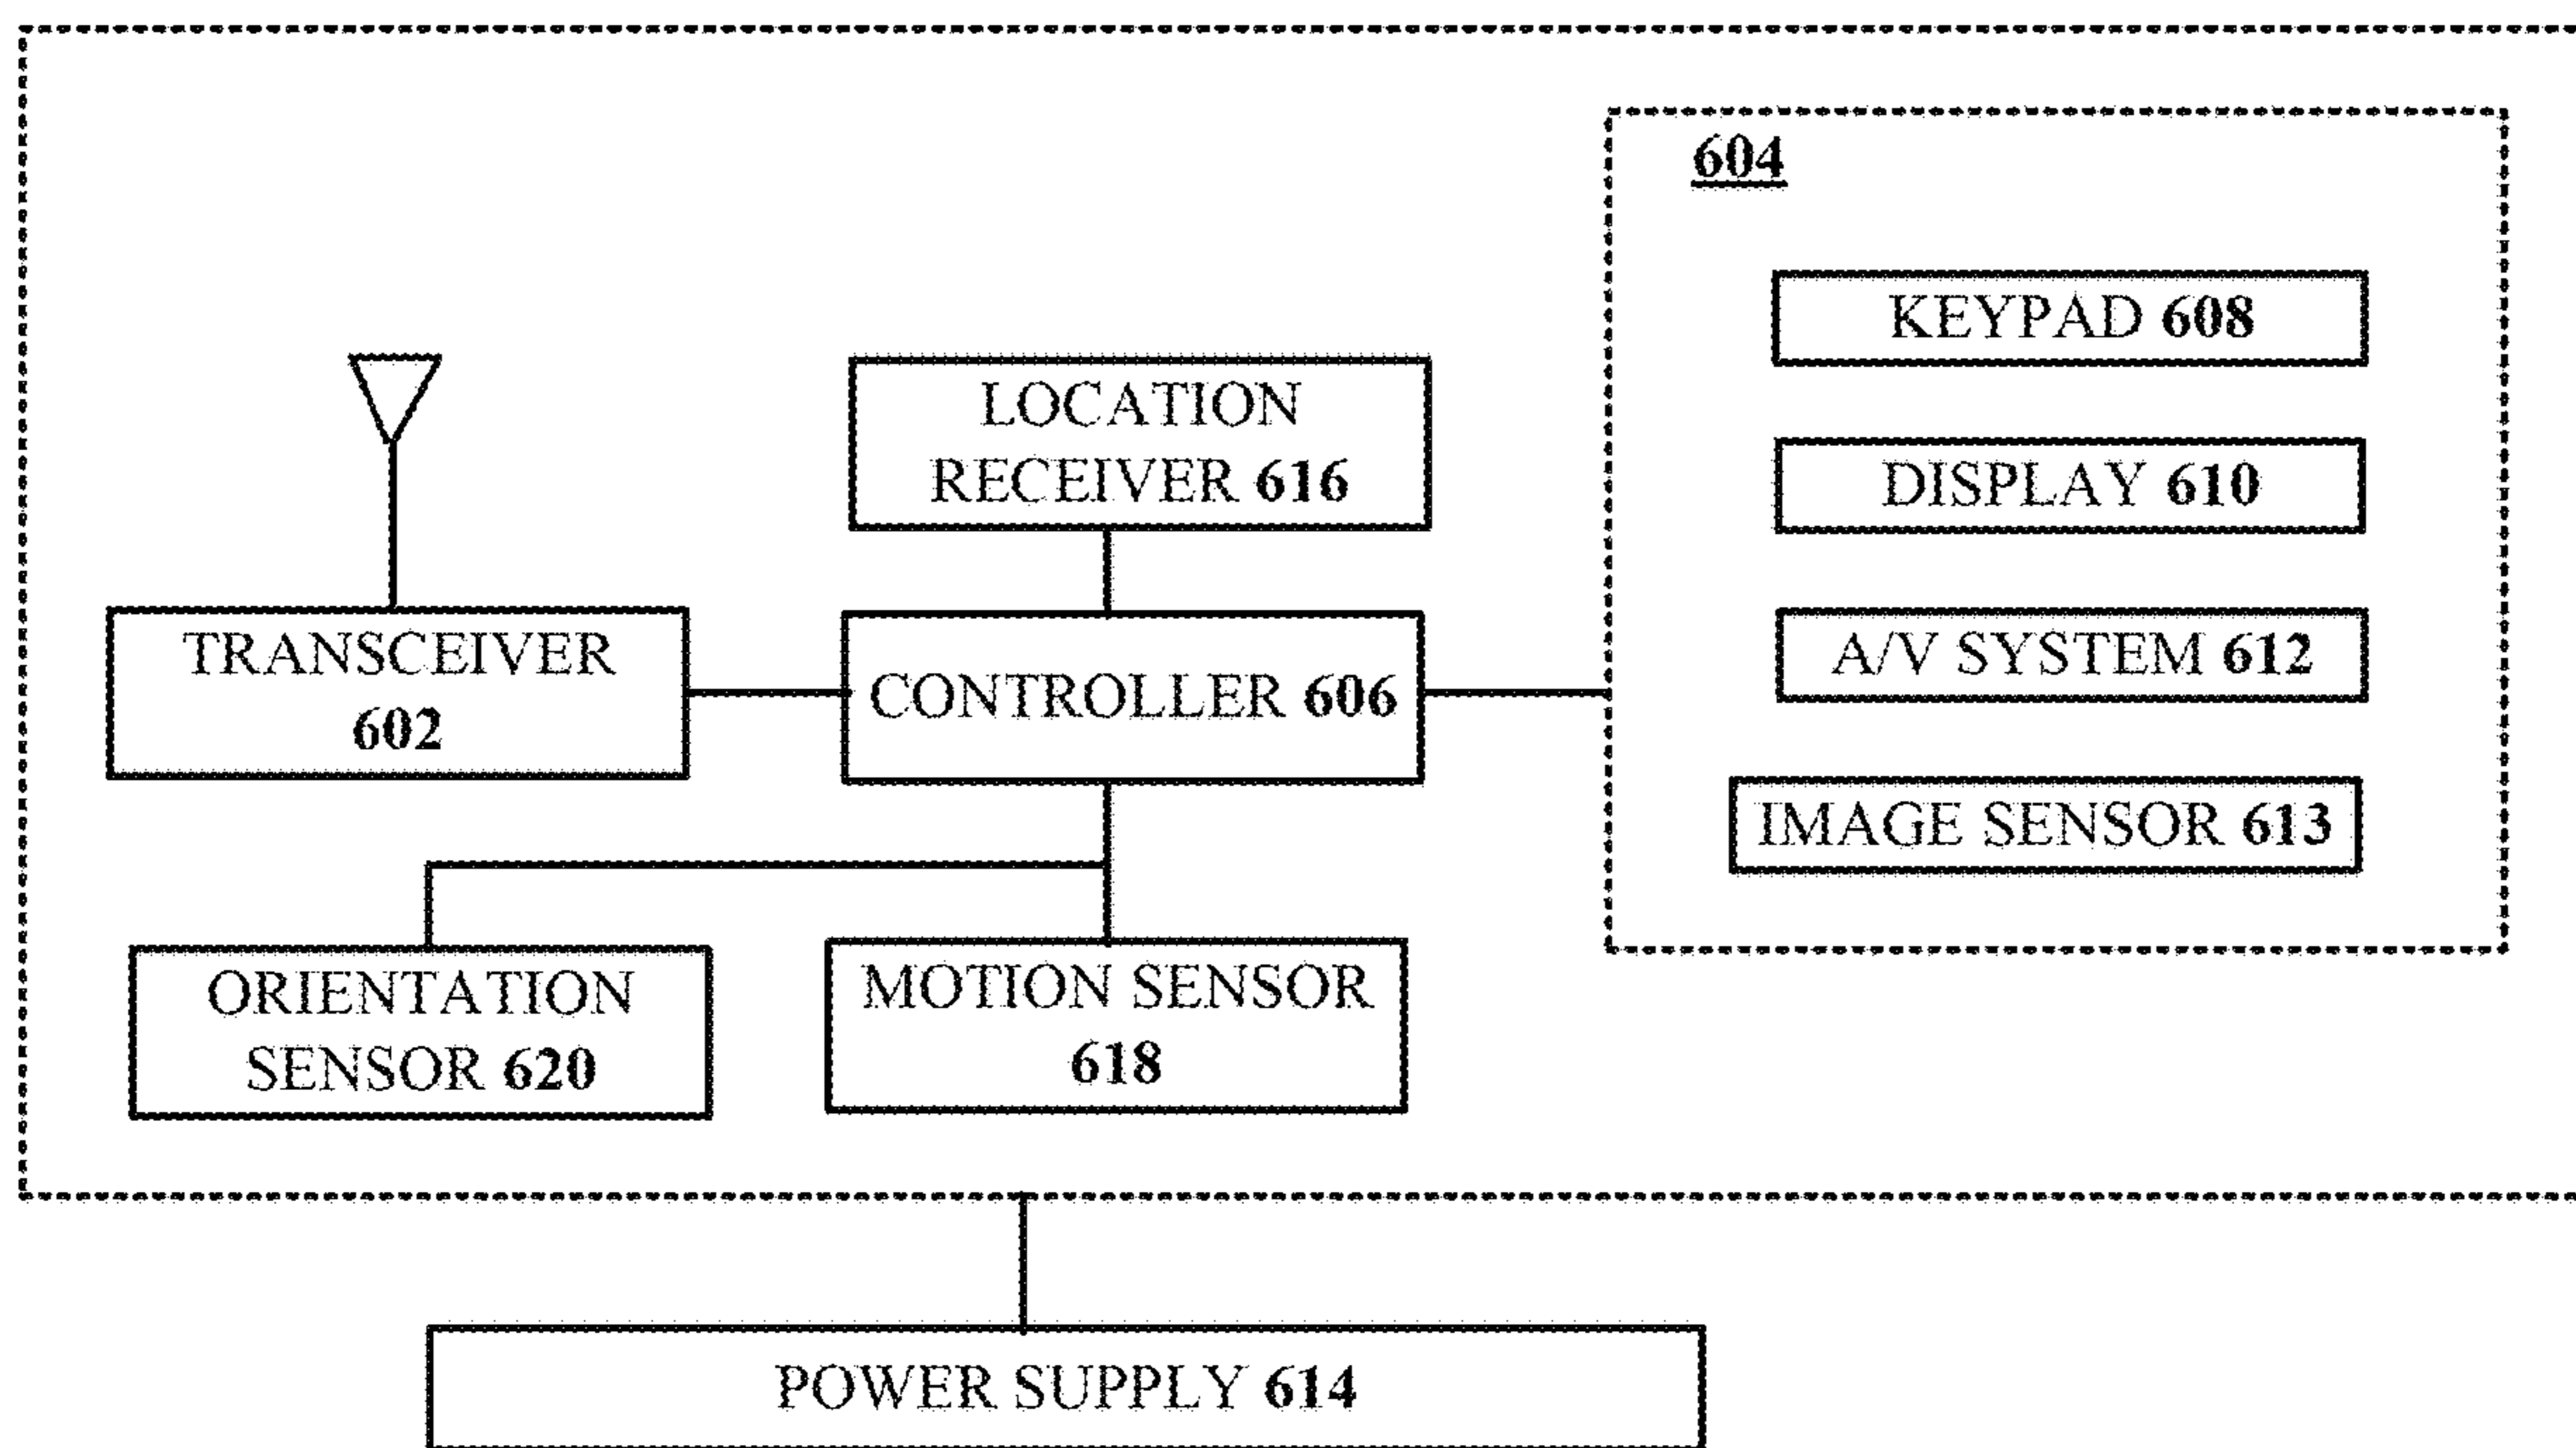 604
KEYPAD 608
LOCATION
RECEIVER 616
DISPLAY 610
TRANSCEIVER
602
CONTROLLER 606
A/V SYSTEM 612
IMAGE SENSOR 613
ORIENTATION
SENSOR 620
MOTION SENSOR
618
POWER SUPPLY 614